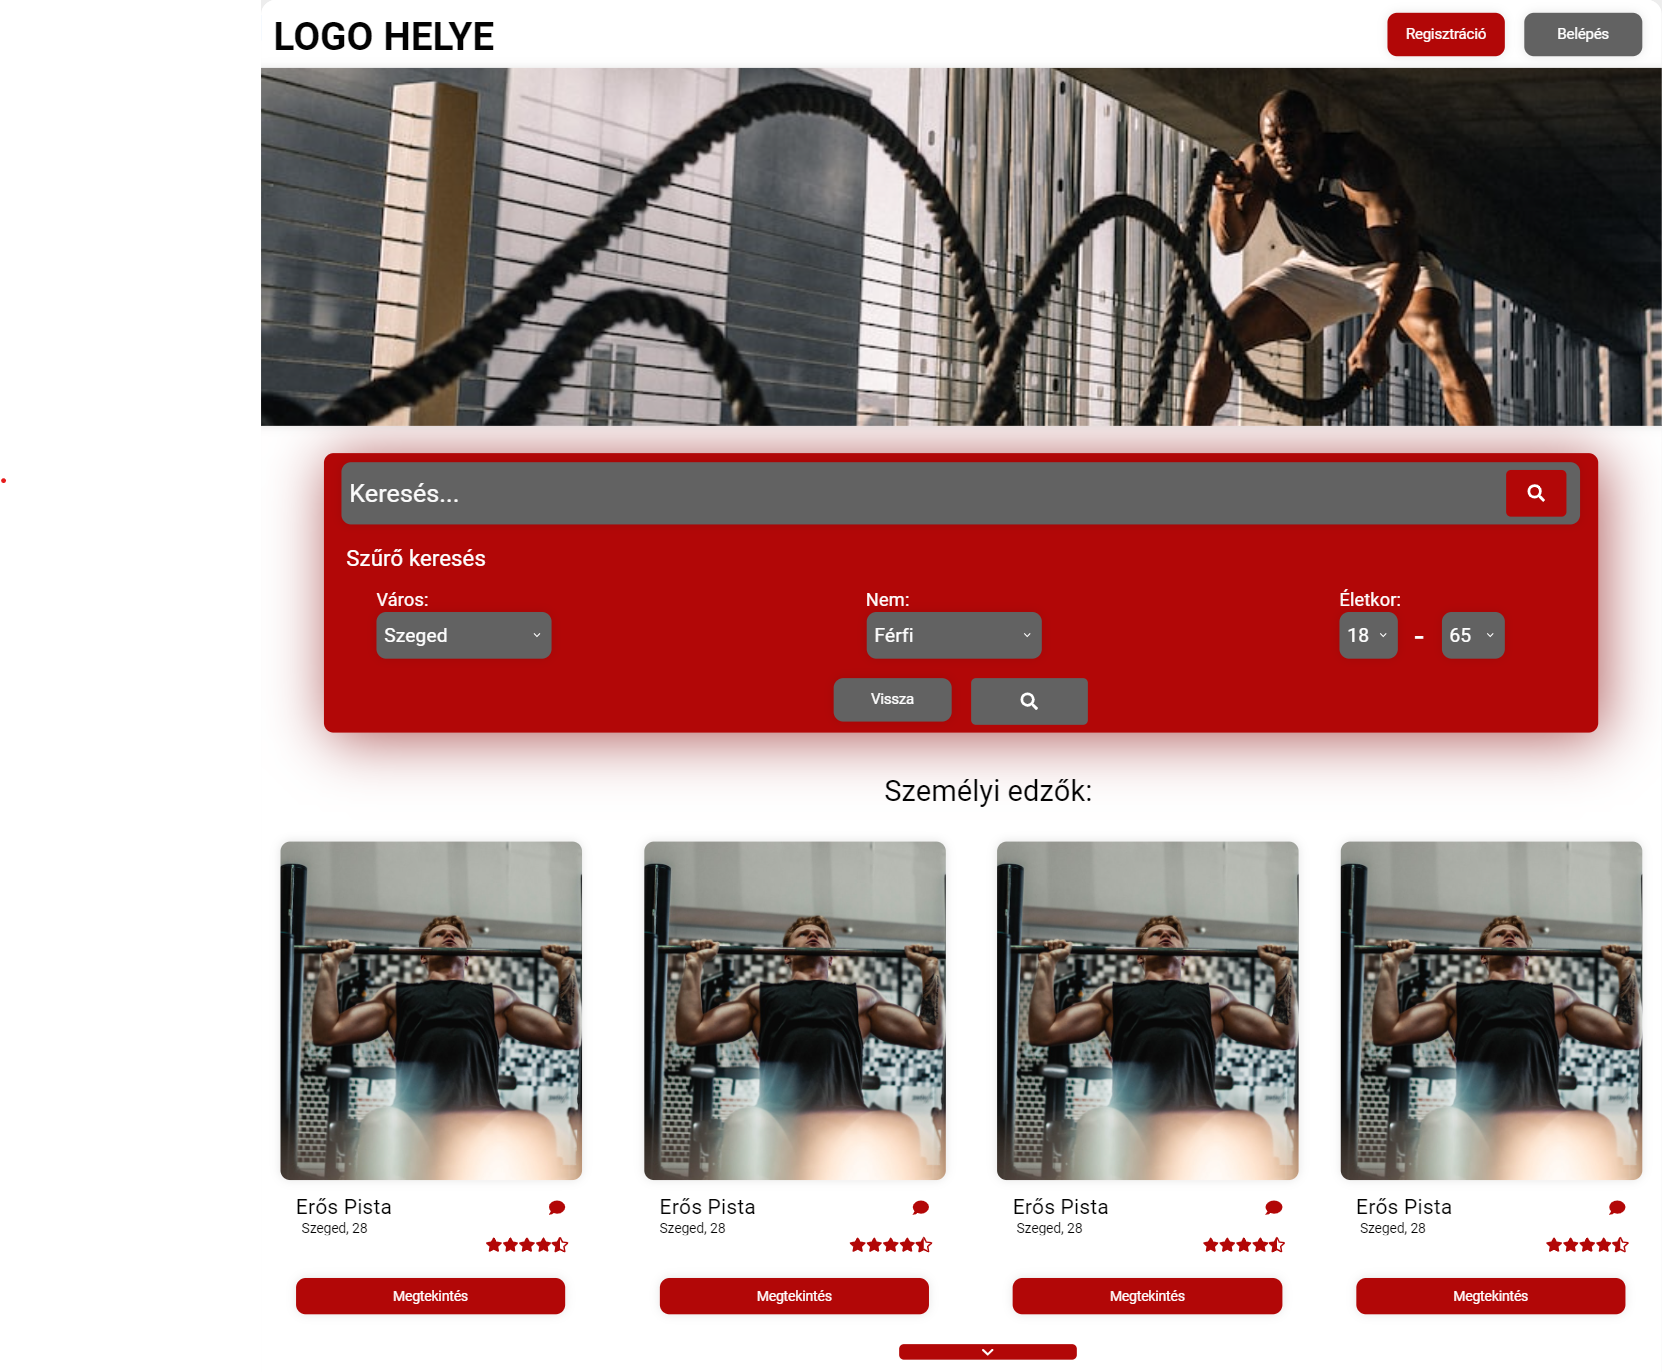 LOGO HELYE
Regisztráció
Belépés
Keresés...
Szűrő keresés
Város:
Nem:
Életkor:
Szeged
Férfi
18 - 65
Vissza
Személyi edzők:
Erős Pista
Szeged, 28
Megtekintés
Erős Pista
Szeged, 28
Megtekintés
Erős Pista
Szeged, 28
Megtekintés
Erős Pista
Szeged, 28
Megtekintés